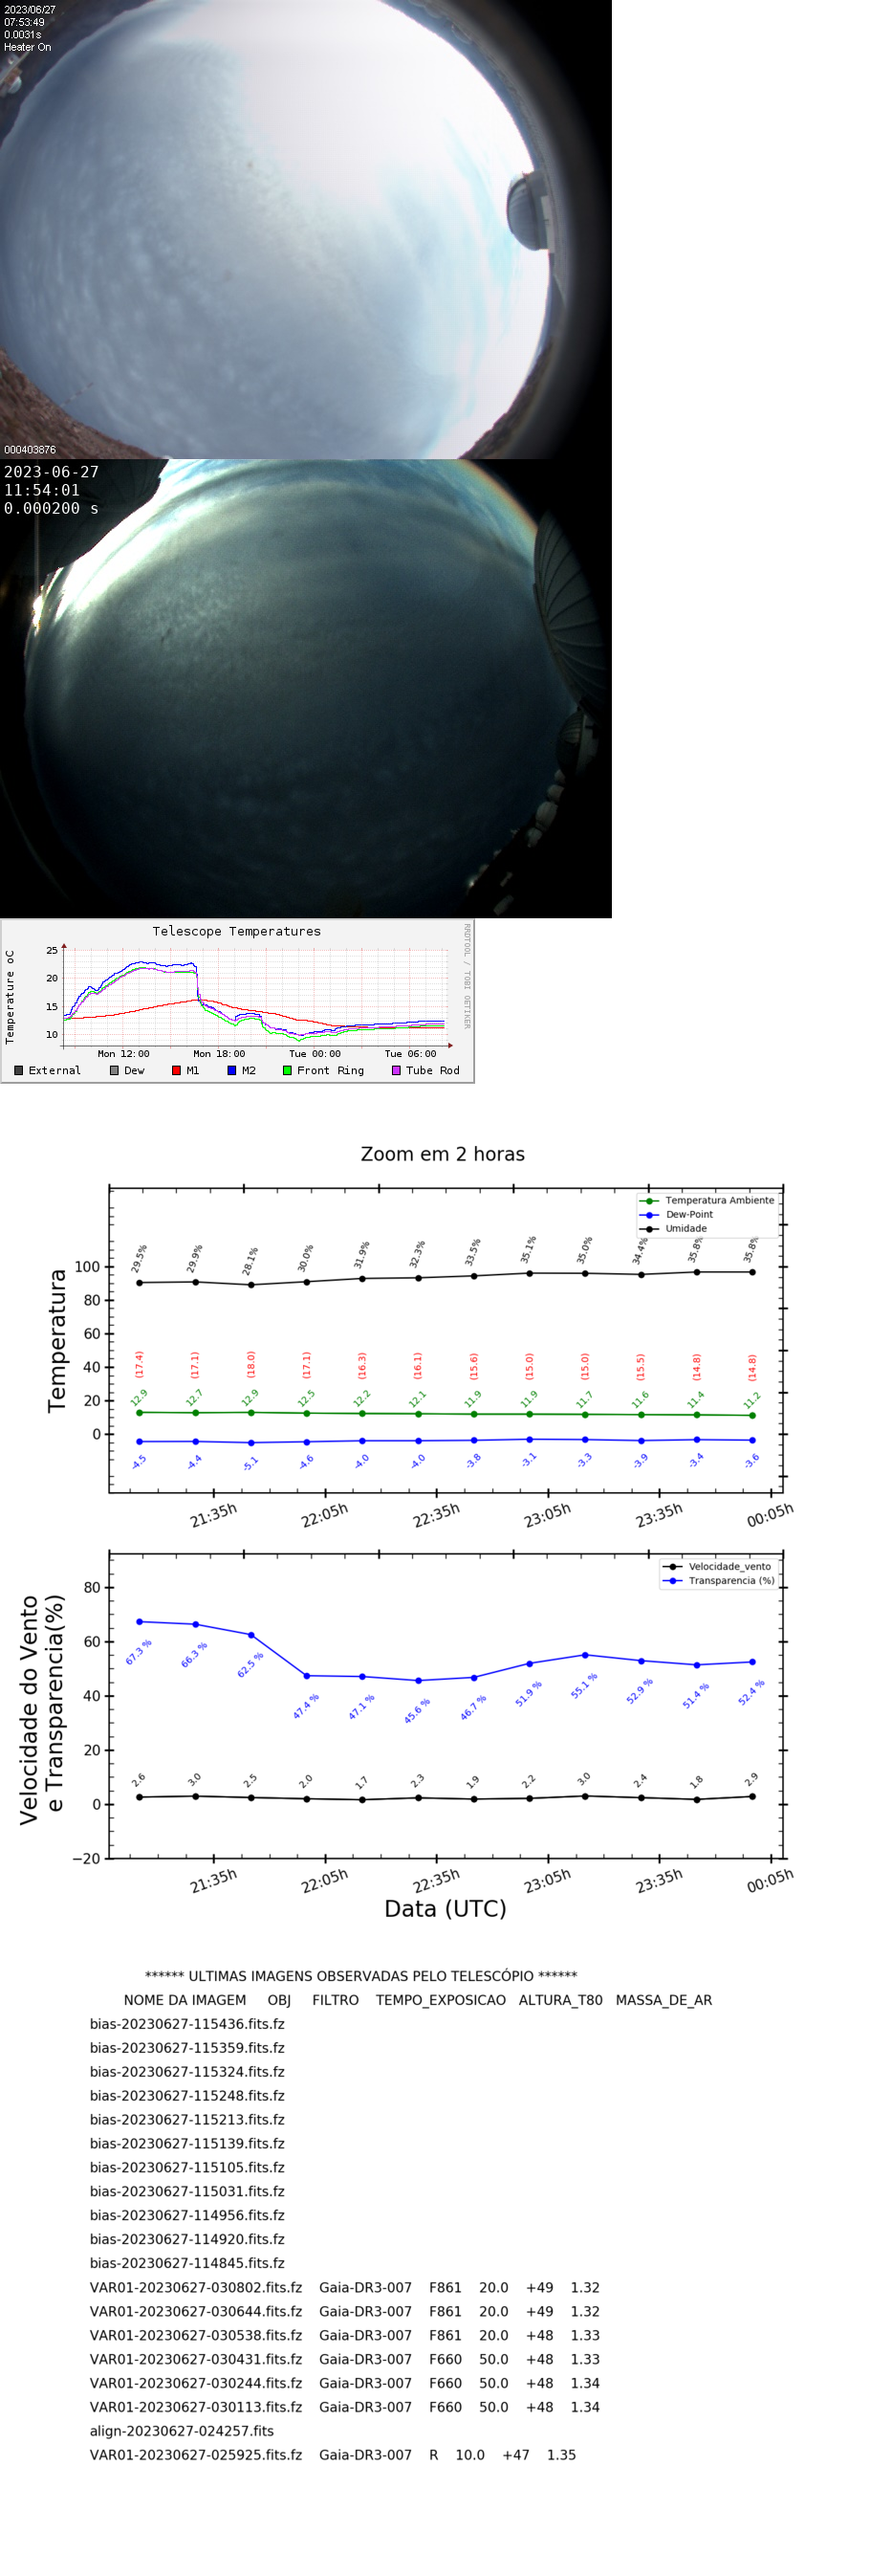 2023/06/27
07:53:49
0.0031s
Heater On
000403876
2023-06-27
11:54:01
0.000200 s
Telescope Temperatures
RRDTOOL / TOBI OETIKER
Temperature oC
25
20
15
10
Mon 12:00 Mon 18:00 Tue 00:00 Tue 06:00
External Dew M1 M2 Front Ring Tube Rod
Zoom em 2 horas
Temperatura Ambiente
Dew-Point
Umidade
Temperatura
100
80
60
40
20
0
29.5% 29.9% 28.1% 30.0% 31.9% 32.3% 33.5% 35.1% 35.0% 34.4% 35.8% 35.8%
(17.4) (17.1) (18.0) (17.1) (16.3) (16.1) (15.6) (15.0) (15.0) (15.5) (14.8) (14.8)
12.9 12.7 12.9 12.5 12.2 12.1 11.9 11.9 11.7 11.6 11.4 11.2
-4.5 -4.4 -5.1 -4.6 -4.0 -4.0 -3.8 -3.1 -3.3 -3.9 -3.4 -3.6
21:35h 22:05h 22:35h 23:05h 23:35h 00:05h
Velocidade_vento
Transparencia (%)
Velocidade do Vento
e Transparencia(%)
80
60
40
20
0
−20
67.3 % 66.3 % 62.5 % 47.4 % 47.1 % 45.6 % 46.7 % 51.9 % 55.1 % 52.9 % 51.4 % 52.4 %
2.6 3.0 2.5 2.0 1.7 2.3 1.9 2.2 3.0 2.4 1.8 2.9
21:35h 22:05h 22:35h 23:05h 23:35h 00:05h
Data (UTC)
****** ULTIMAS IMAGENS OBSERVADAS PELO TELESCÓPIO ******
NOME DA IMAGEM OBJ FILTRO TEMPO_EXPOSICAO ALTURA_T80 MASSA_DE_AR
bias-20230627-115436.fits.fz
bias-20230627-115359.fits.fz
bias-20230627-115324.fits.fz
bias-20230627-115248.fits.fz
bias-20230627-115213.fits.fz
bias-20230627-115139.fits.fz
bias-20230627-115105.fits.fz
bias-20230627-115031.fits.fz
bias-20230627-114956.fits.fz
bias-20230627-114920.fits.fz
bias-20230627-114845.fits.fz
VAR01-20230627-030802.fits.fz Gaia-DR3-007 F861 20.0 +49 1.32
VAR01-20230627-030644.fits.fz Gaia-DR3-007 F861 20.0 +49 1.32
VAR01-20230627-030538.fits.fz Gaia-DR3-007 F861 20.0 +48 1.33
VAR01-20230627-030431.fits.fz Gaia-DR3-007 F660 50.0 +48 1.33
VAR01-20230627-030244.fits.fz Gaia-DR3-007 F660 50.0 +48 1.34
VAR01-20230627-030113.fits.fz Gaia-DR3-007 F660 50.0 +48 1.34
align-20230627-024257.fits
VAR01-20230627-025925.fits.fz Gaia-DR3-007 R 10.0 +47 1.35